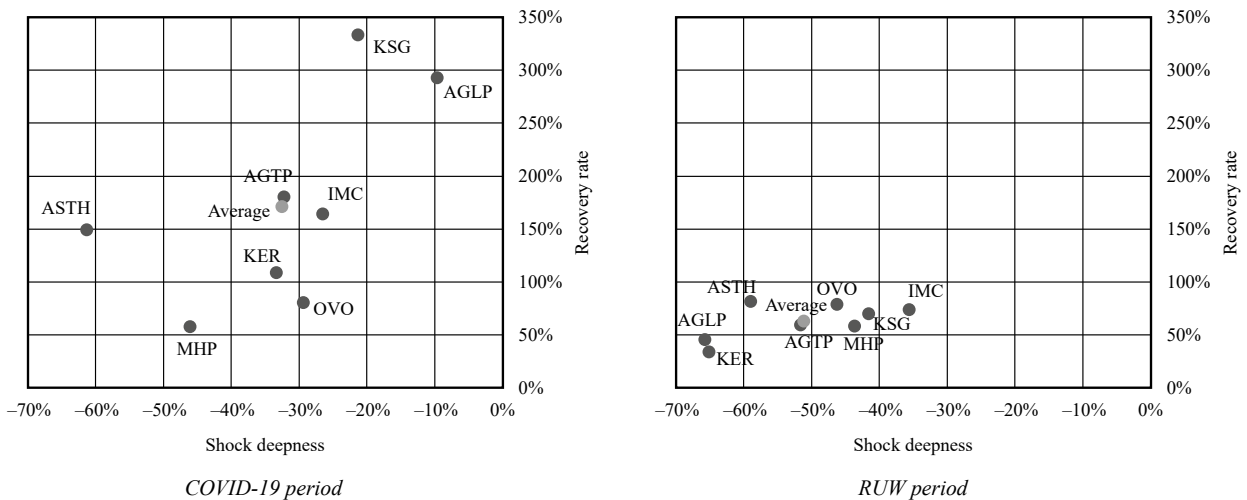 350%
300%
250%
200%
150%
100%
50%
0%
Recovery rate
KSG
AGLP
AGTP
IMC
Average
ASTH
KER
OVO
MHP
–70% –60% –50% –40% –30% –20% –10% 0%
Shock deepness
COVID-19 period
350%
300%
250%
200%
150%
100%
50%
0%
Recovery rate
ASTH
OVO
IMC
Average
AGLP
KSG
AGTP
MHP
KER
–70% –60% –50% –40% –30% –20% –10% 0%
Shock deepness
RUW period